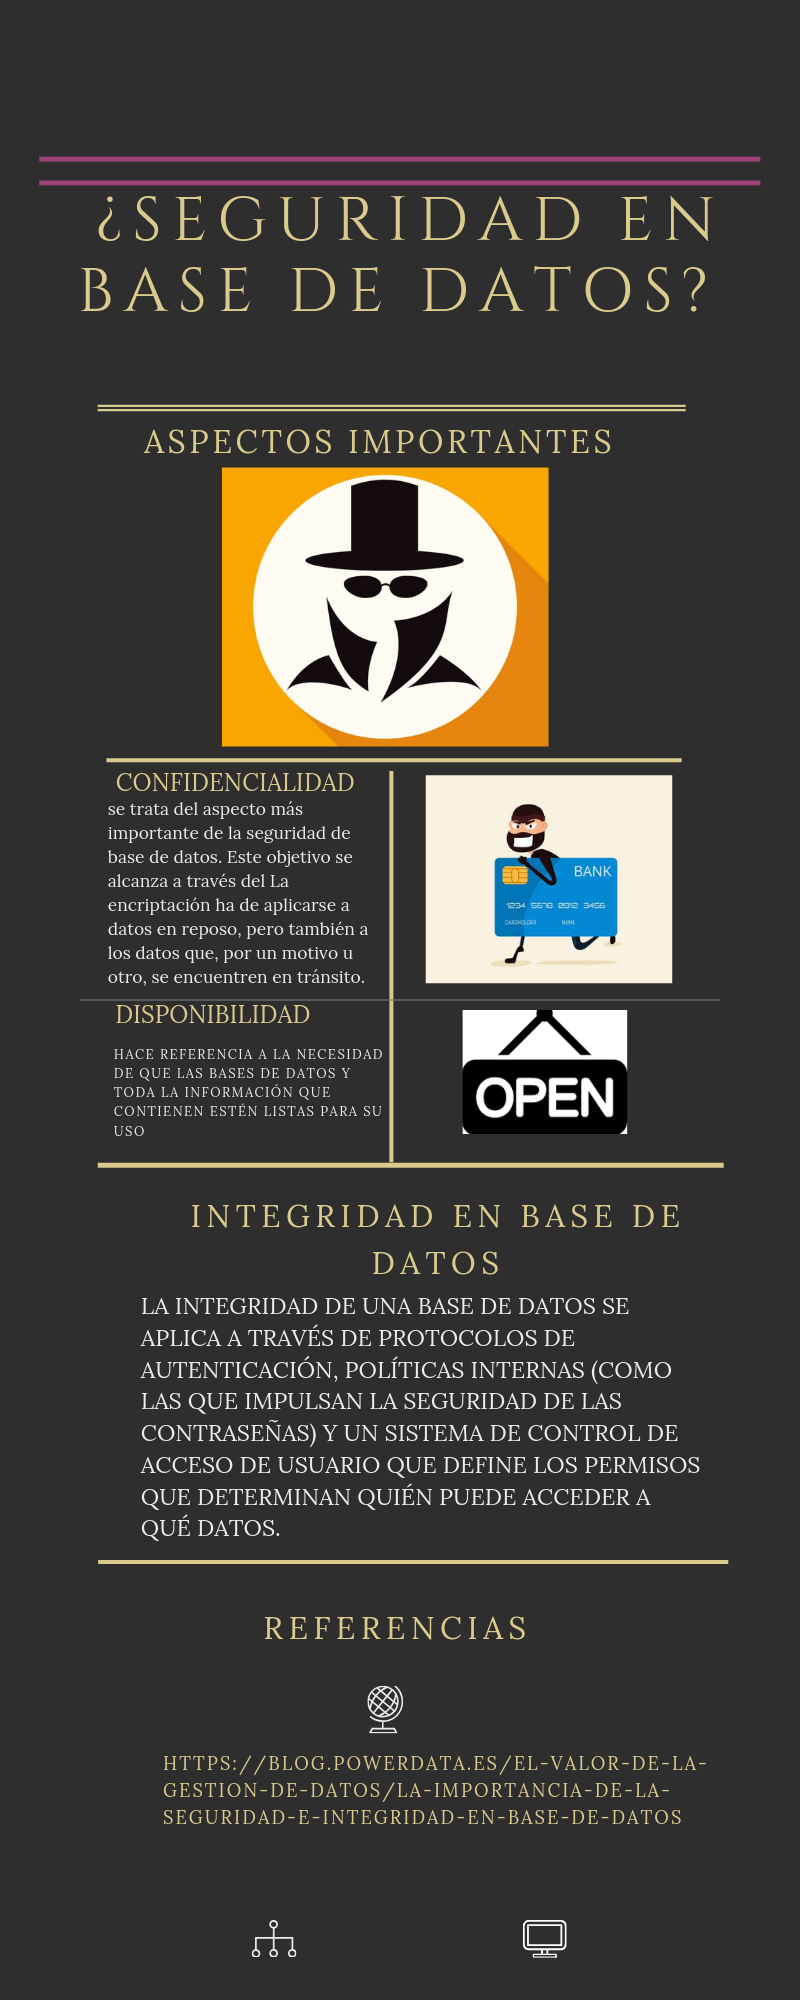 ¿SEGURIDAD EN
BASE DE DATOS?
ASPECTOS IMPORTANTES
CONFIDENCIALIDAD
se trata del aspecto más
importante de la seguridad de
base de datos. Este objetivo se
alcanza a través del La
encriptación ha de aplicarse a
datos en reposo, pero también a
los datos que, por un motivo u
otro, se encuentren en tránsito.
BANK
1234 5678 8912 3456
CARDHOLDER NAME
DISPONIBILIDAD
HACE REFERENCIA A LA NECESIDAD
DE QUE LAS BASES DE DATOS Y
TODA LA INFORMACIÓN QUE
CONTIENEN ESTÉN LISTAS PARA SU
USO
OPEN
INTEGRIDAD EN BASE DE
DATOS
LA INTEGRIDAD DE UNA BASE DE DATOS SE
APLICA A TRAVÉS DE PROTOCOLOS DE
AUTENTICACIÓN, POLÍTICAS INTERNAS (COMO
LAS QUE IMPULSAN LA SEGURIDAD DE LAS
CONTRASEÑAS) Y UN SISTEMA DE CONTROL DE
ACCESO DE USUARIO QUE DEFINE LOS PERMISOS
QUE DETERMINAN QUIÉN PUEDE ACCEDER A
QUÉ DATOS.
REFERENCIAS
HTTPS://BLOG.POWERDATA.ES/EL-VALOR-DE-LA-
GESTION-DE-DATOS/LA-IMPORTANCIA-DE-LA-
SEGURIDAD-E-INTEGRIDAD-EN-BASE-DE-DATOS